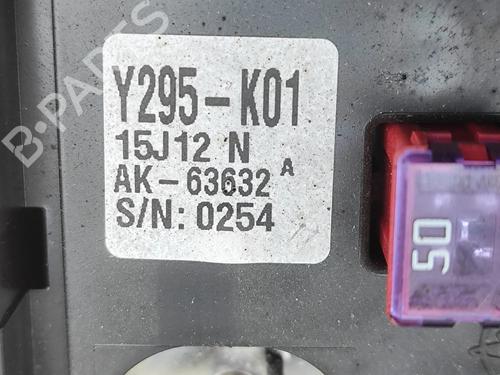 B-PARTS
Y295-K01
15J12 N
AK-63632 A
S/N: 0254
50